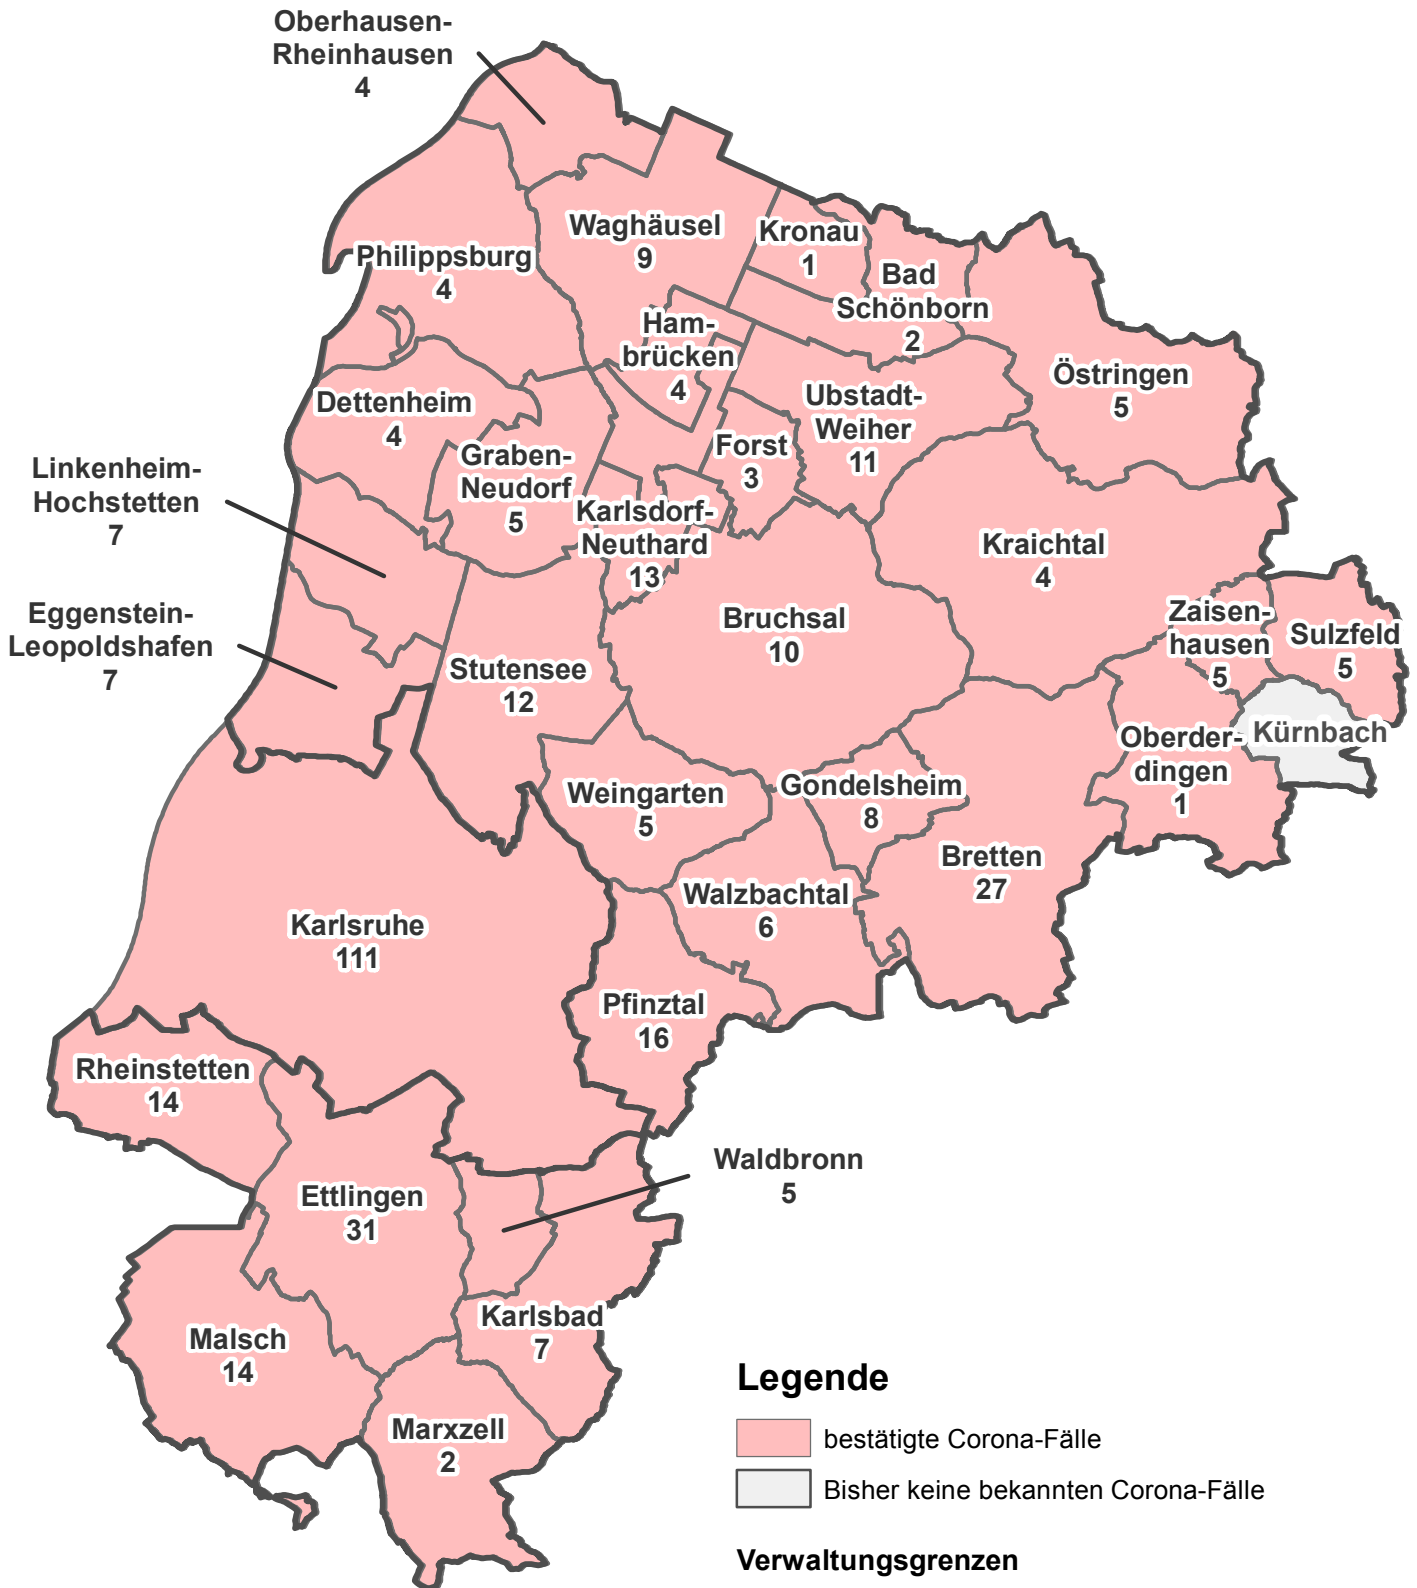 Oberhausen-
Rheinhausen
4
Waghäusel
9
Kronau
1
Philippsburg
4
Bad
Schönborn
2
Ham-
brücken
4
Östringen
5
Dettenheim
4
Ubstadt-
Weiher
11
Forst
3
Graben-
Neudorf
5
Linkenheim-
Hochstetten
7
Karlsdorf-
Neuthard
13
Kraichtal
4
Eggenstein-
Leopoldshafen
7
Bruchsal
10
Zaisen-
hausen
5
Sulzfeld
5
Stutensee
12
Kürnbach
Oberder-
dingen
1
Weingarten
5
Gondelsheim
8
Bretten
27
Walzbachtal
6
Karlsruhe
111
Pfinztal
16
Rheinstetten
14
Waldbronn
5
Ettlingen
31
Karlsbad
7
Malsch
14
Marxzell
2
Legende
bestätigte Corona-Fälle
Bisher keine bekannten Corona-Fälle
Verwaltungsgrenzen